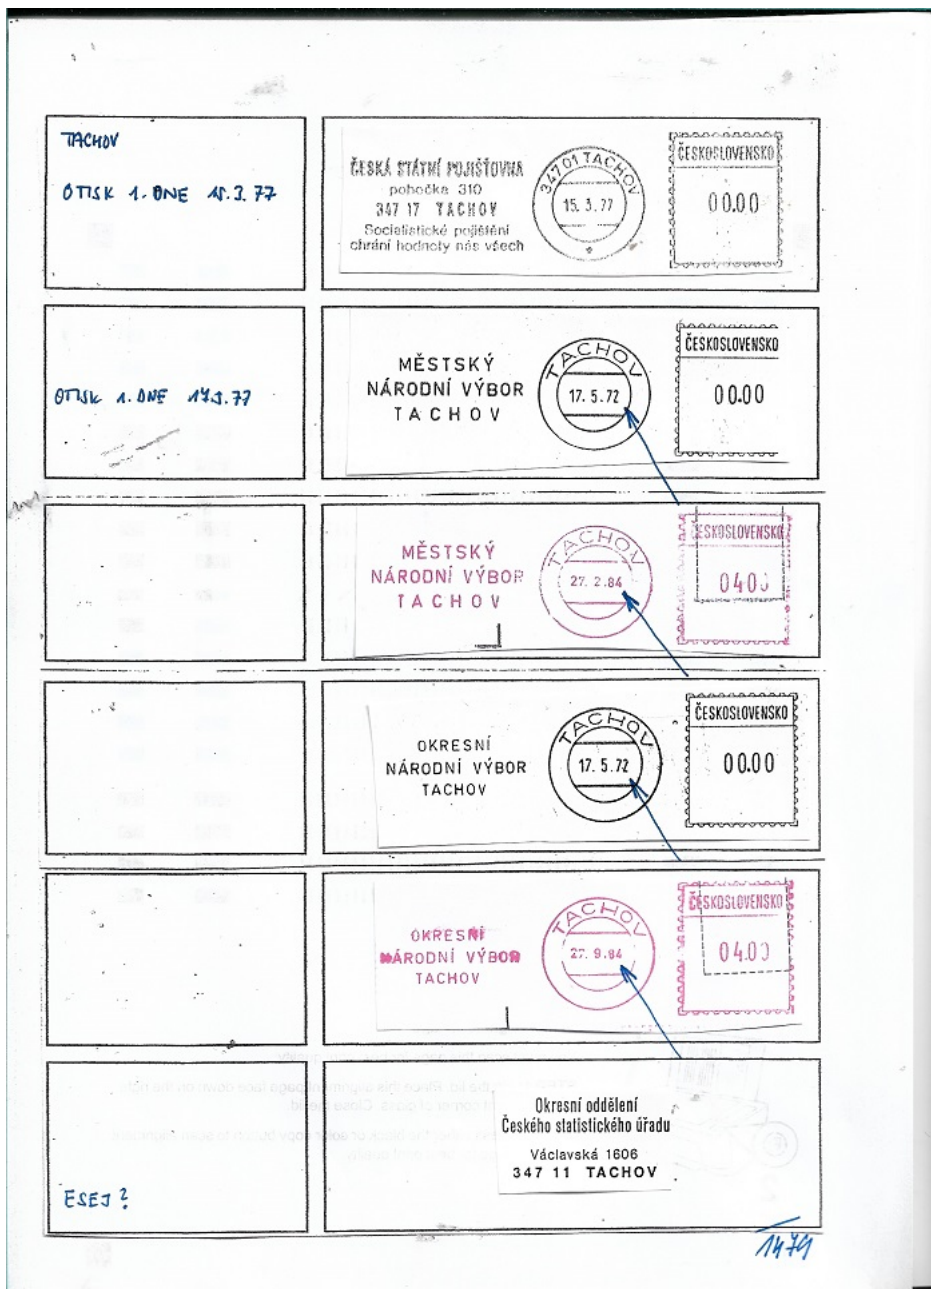 TACHOV
OTISK 1. DNE 15.3.77
ČESKÁ STÁTNÍ POJIŠŤOVNA
pobočka 310
347 17 TACHOV
Socialistické pojištění
chrání hodnoty nás všech
347 01 TACHOV
15. 3. 77
ČESKOSLOVENSKO
00.00
OTISK 1. DNE
MĚSTSKÝ
NÁRODNÍ VÝBOR
TACHOV
TACHOV
17. 5. 72
ČESKOSLOVENSKO
00.00
MĚSTSKÝ
NÁRODNÍ VÝBOR
TACHOV
TACHOV
27. 2. 84
ČESKOSLOVENSKO
0400
OKRESNÍ
NÁRODNÍ VÝBOR
TACHOV
TACHOV
17. 5. 72
ČESKOSLOVENSKO
00.00
OKRESNÍ
NÁRODNÍ VÝBOR
TACHOV
TACHOV
27. 9. 84
ČESKOSLOVENSKO
04.00
ESEJ?
Okresní oddělení
Českého statistického úřadu
Václavská 1606
347 11 TACHOV
1479